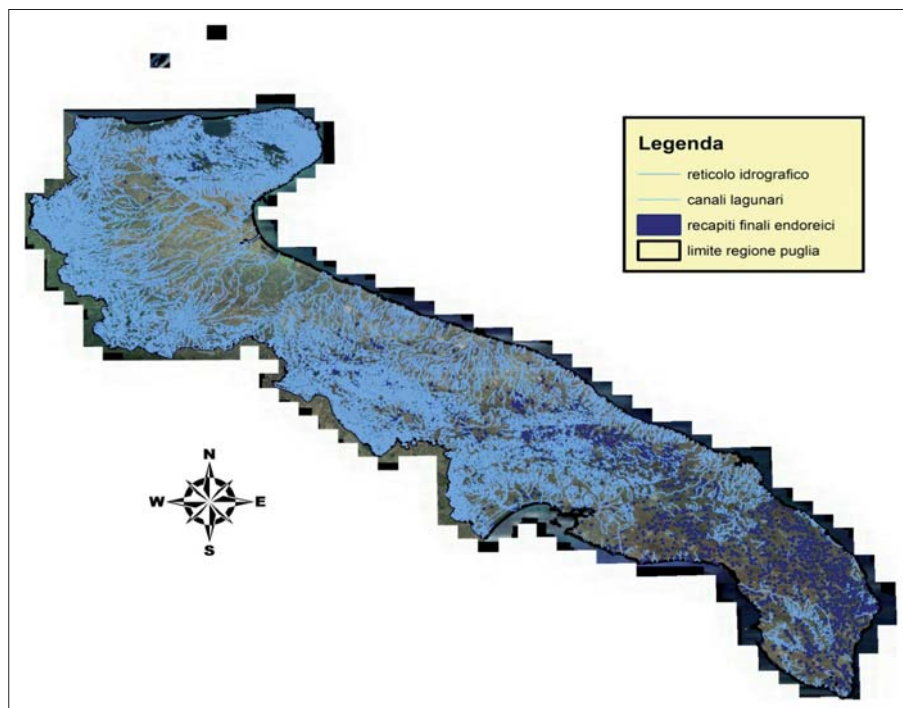 Legenda
reticolo idrografico
canali lagunari
recapiti finali endoreici
limite regione puglia
N
W E
S